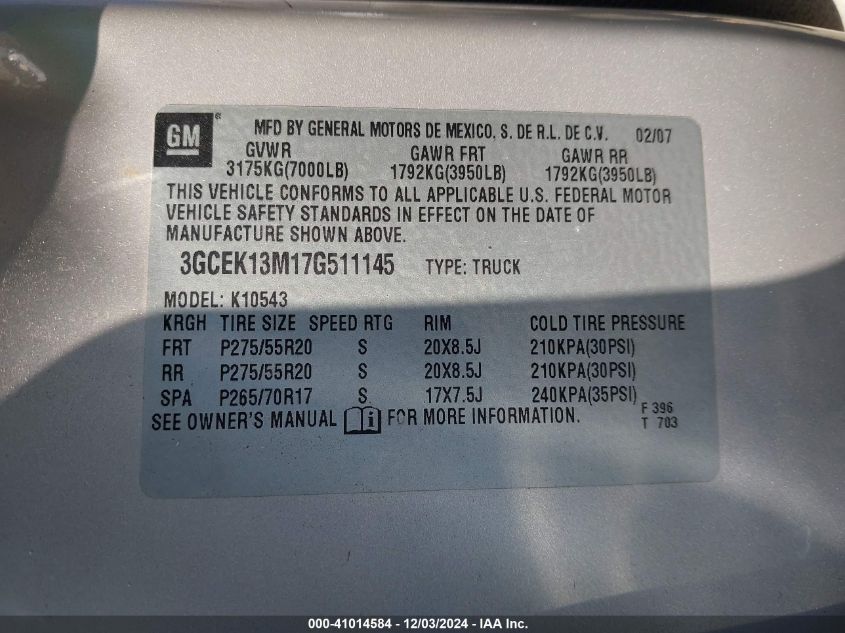 GM ® MFD BY GENERAL MOTORS DE MEXICO, S. DE R.L. DE C.V. 02/07
GVWR GAWR FRT GAWR RR
3175KG(7000LB) 1792KG(3950LB) 1792KG(3950LB)
THIS VEHICLE CONFORMS TO ALL APPLICABLE U.S. FEDERAL MOTOR
VEHICLE SAFETY STANDARDS IN EFFECT ON THE DATE OF
MANUFACTURE SHOWN ABOVE.
3GCEK13M17G511145 TYPE: TRUCK
MODEL: K10543
KRGH TIRE SIZE SPEED RTG RIM COLD TIRE PRESSURE
FRT P275/55R20 S 20X8.5J 210KPA(30PSI)
RR P275/55R20 S 20X8.5J 210KPA(30PSI)
SPA P265/70R17 S 17X7.5J 240KPA(35PSI)
SEE OWNER'S MANUAL i FOR MORE INFORMATION.
F 396
T 703
000-41014584 - 12/03/2024 - IAA Inc.